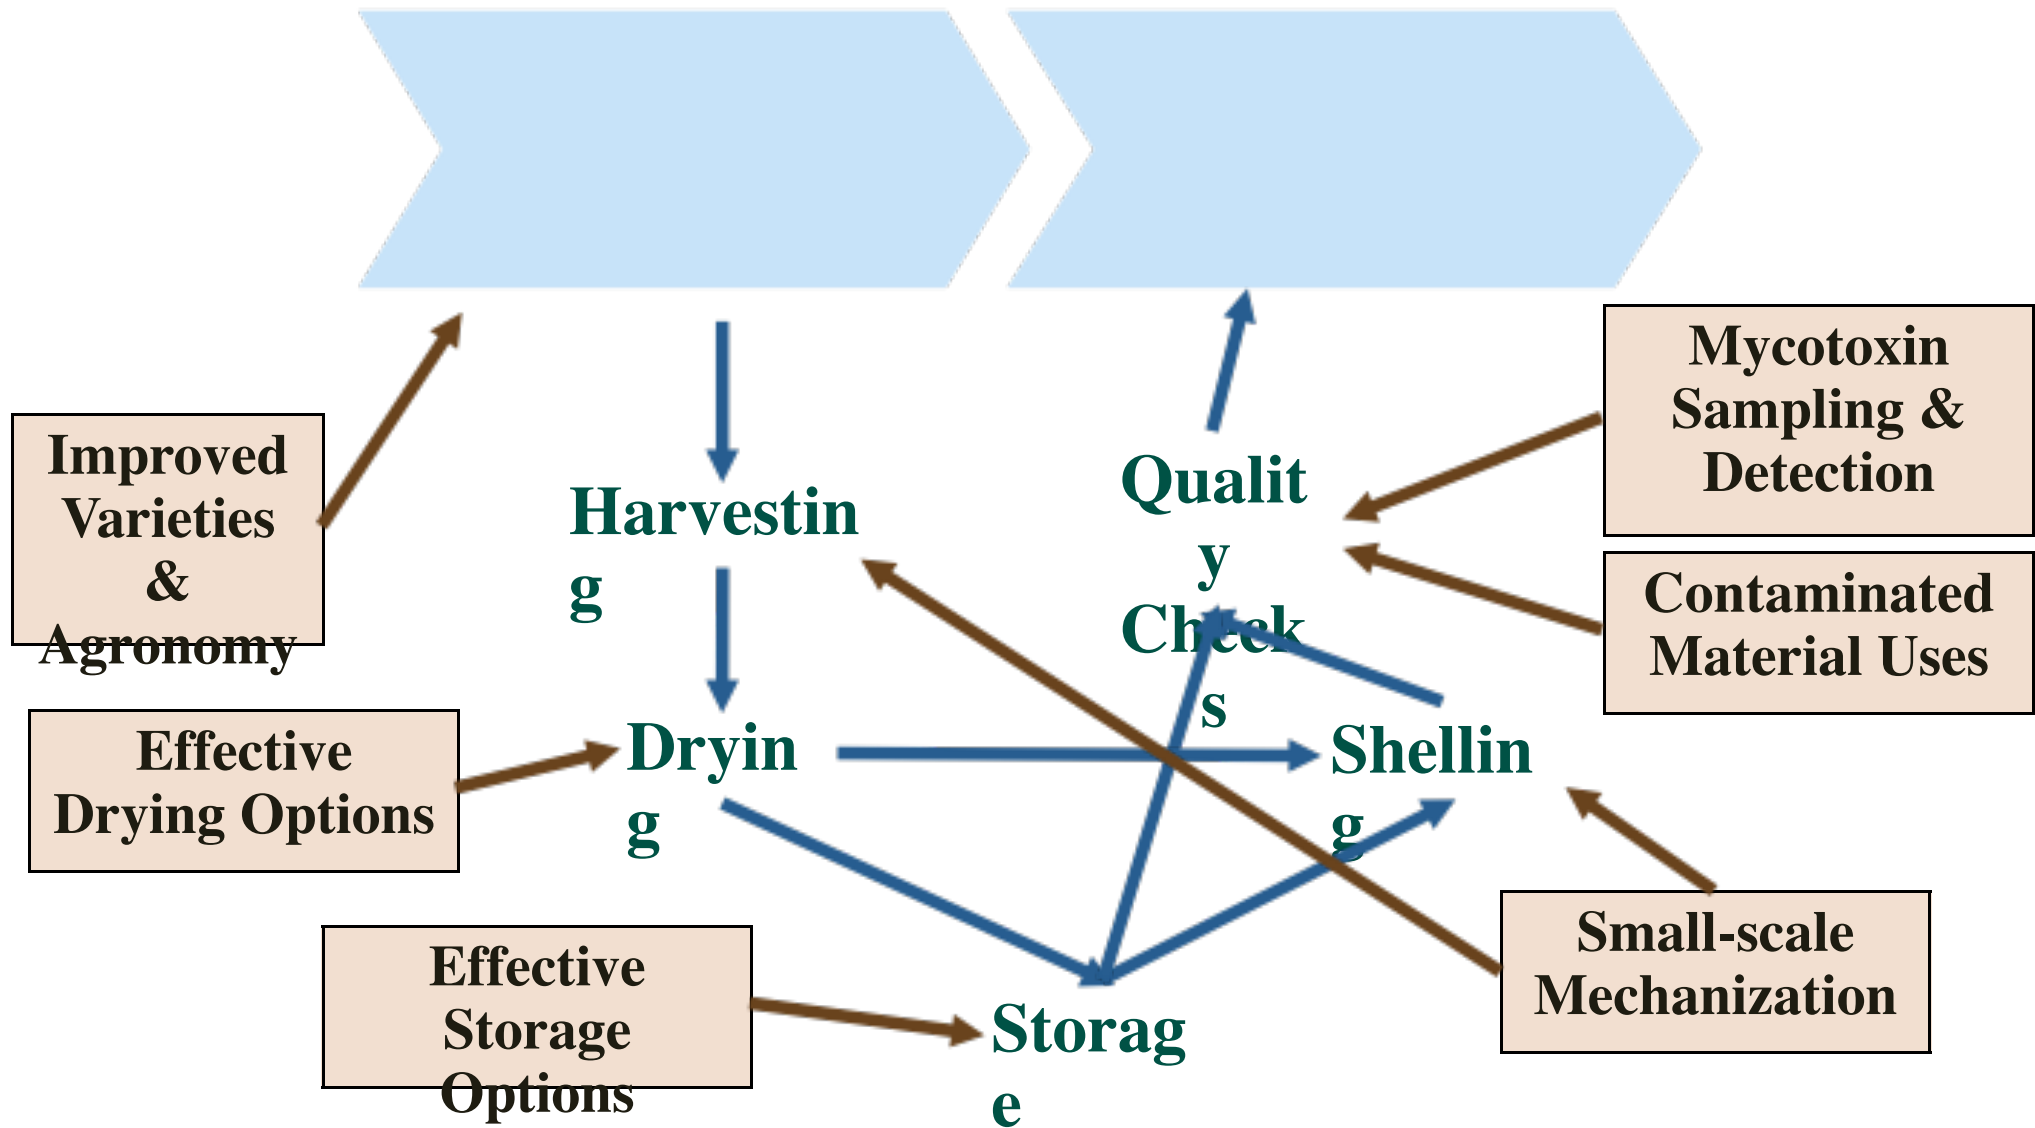 Mycotoxin
Sampling &
Detection
Improved
Varieties
&
Agronomy
Harvestin
g
Qualit
y
Check
s
Contaminated
Material Uses
Effective
Drying Options
Dryin
g
Shellin
g
Effective
Storage
Options
Storag
e
Small-scale
Mechanization